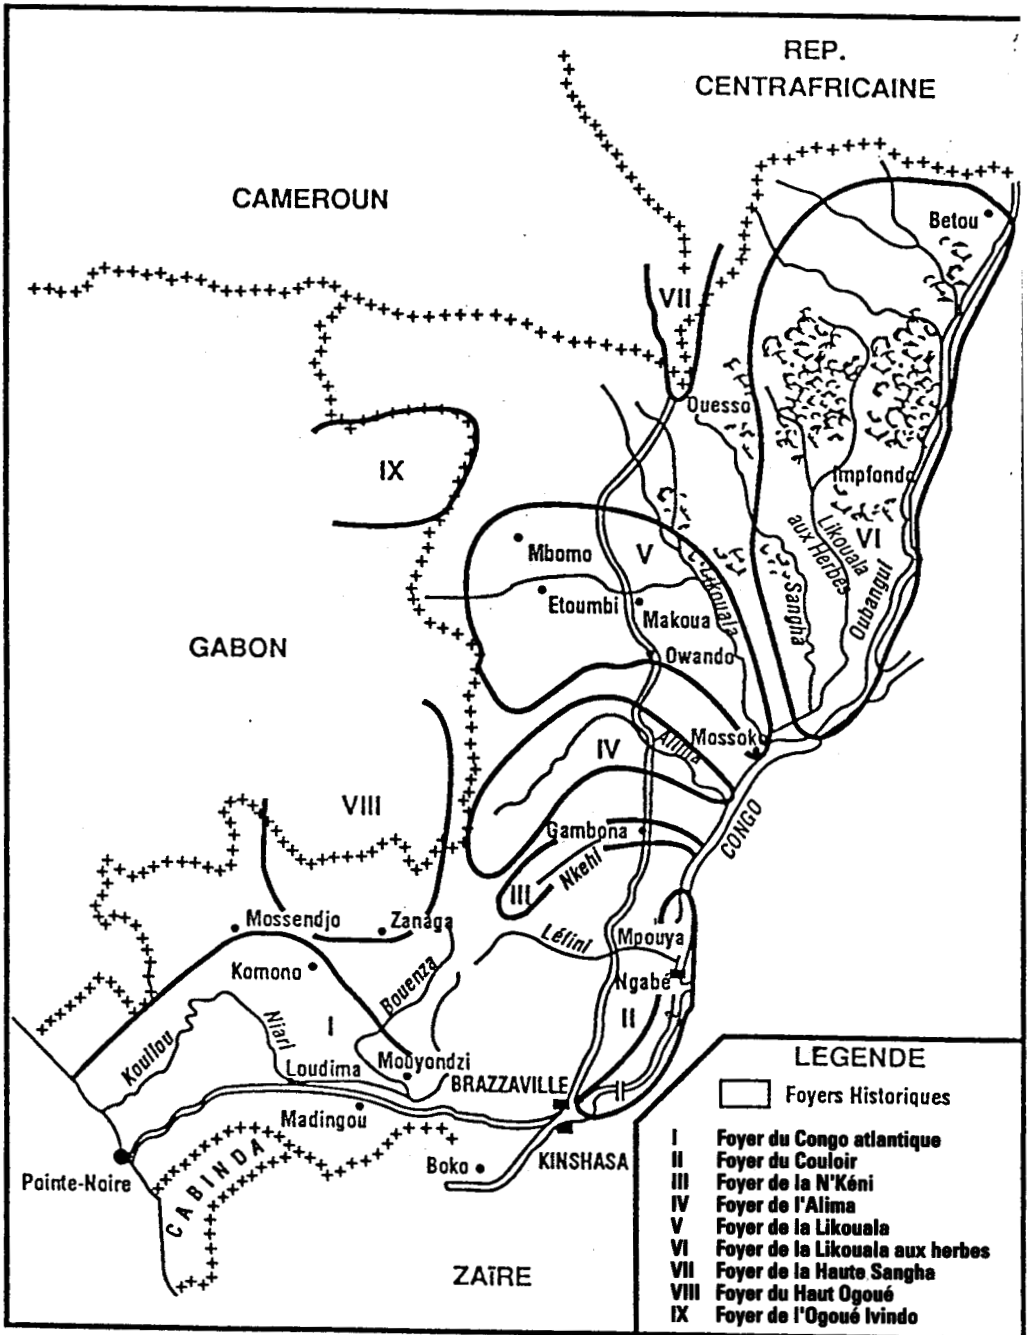 REP.
CENTRAFRICAINE
CAMEROUN
Betou
VII
Ouesso
IX
Impfondo
Likouala
aux Herbes
VI
Mbomo
V
L. Likouala
Sangha
Oubangui
Etoumbi
Makoua
GABON
Owando
Mossok
IV
Alima
VIII
CONGO
Gambona
Nkehi
III
Mossendjo
Zanaga
Léfini
Mpouya
Komono
Bouenza
Ngabé
I
II
Kouilou
Niari
Loudima
Mouyondzi
BRAZZAVILLE
Madingou
KINSHASA
Boko
Pointe-Noire
CABINDA
ZAÏRE
LEGENDE
Foyers Historiques
I Foyer du Congo atlantique
II Foyer du Couloir
III Foyer de la N'Kéni
IV Foyer de l'Alima
V Foyer de la Likouala
VI Foyer de la Likouala aux herbes
VII Foyer de la Haute Sangha
VIII Foyer du Haut Ogoué
IX Foyer de l'Ogoué Ivindo